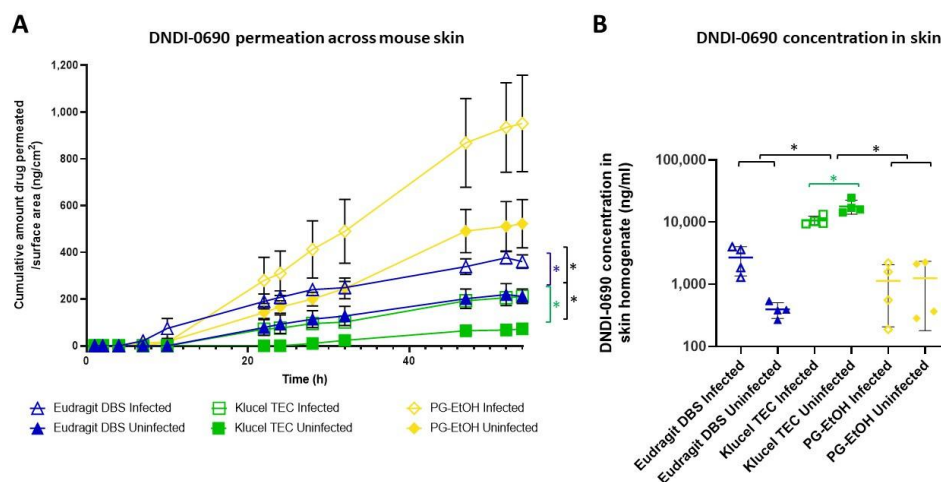 A
DNDI-0690 permeation across mouse skin
Cumulative amount drug permeated
/surface area (ng/cm²)
1,200
1,000
800
600
400
200
0
0
20
40
Time (h)
*
*
*
*
Eudragit DBS Infected
Klucel TEC Infected
PG-EtOH Infected
Eudragit DBS Uninfected
Klucel TEC Uninfected
PG-EtOH Uninfected
B
DNDI-0690 concentration in skin
DNDI-0690 concentration in
skin homogenate (ng/ml)
100,000
10,000
1,000
100
*
*
*
Eudragit DBS Infected
Eudragit DBS Uninfected
Klucel TEC Infected
Klucel TEC Uninfected
PG-EtOH Infected
PG-EtOH Uninfected